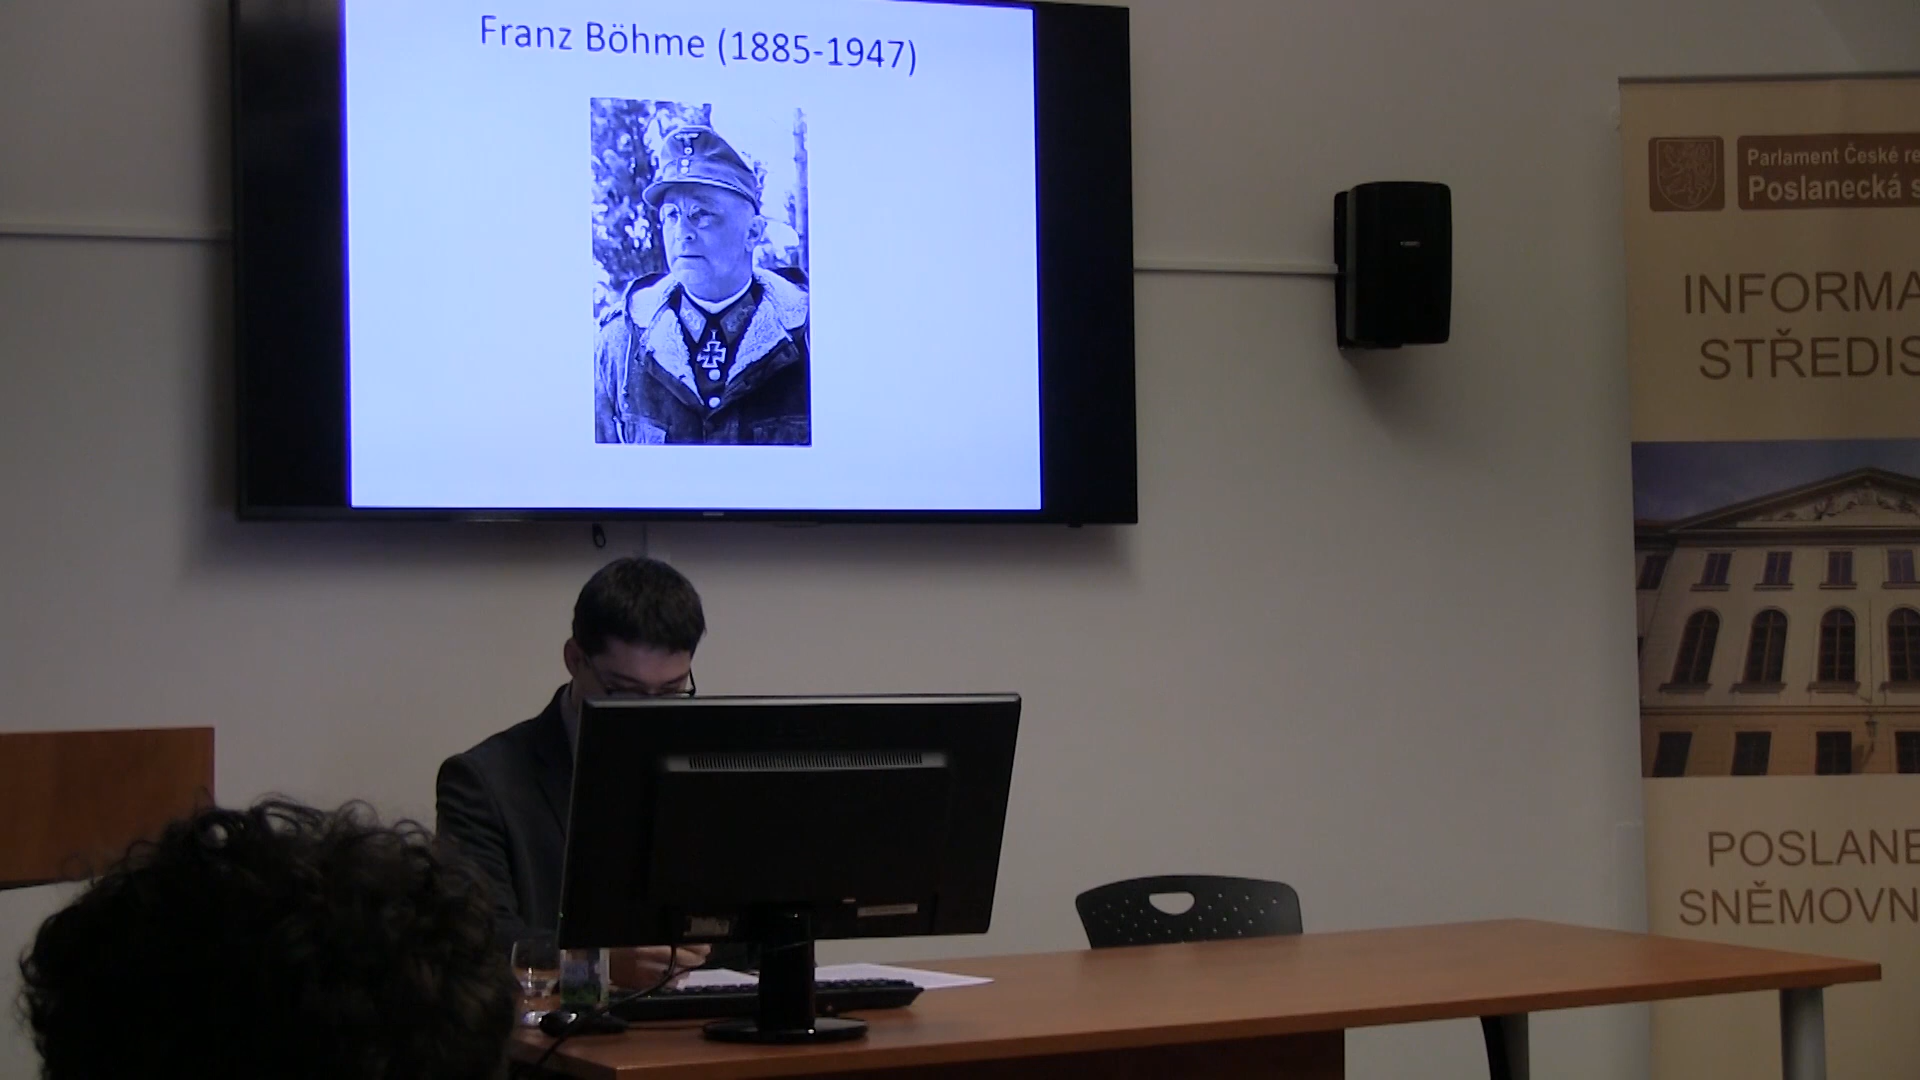 Franz Böhme (1885-1947)
Parlament České re
Poslanecká s
INFORMA
STŘEDIS
POSLANE
SNĚMOVN